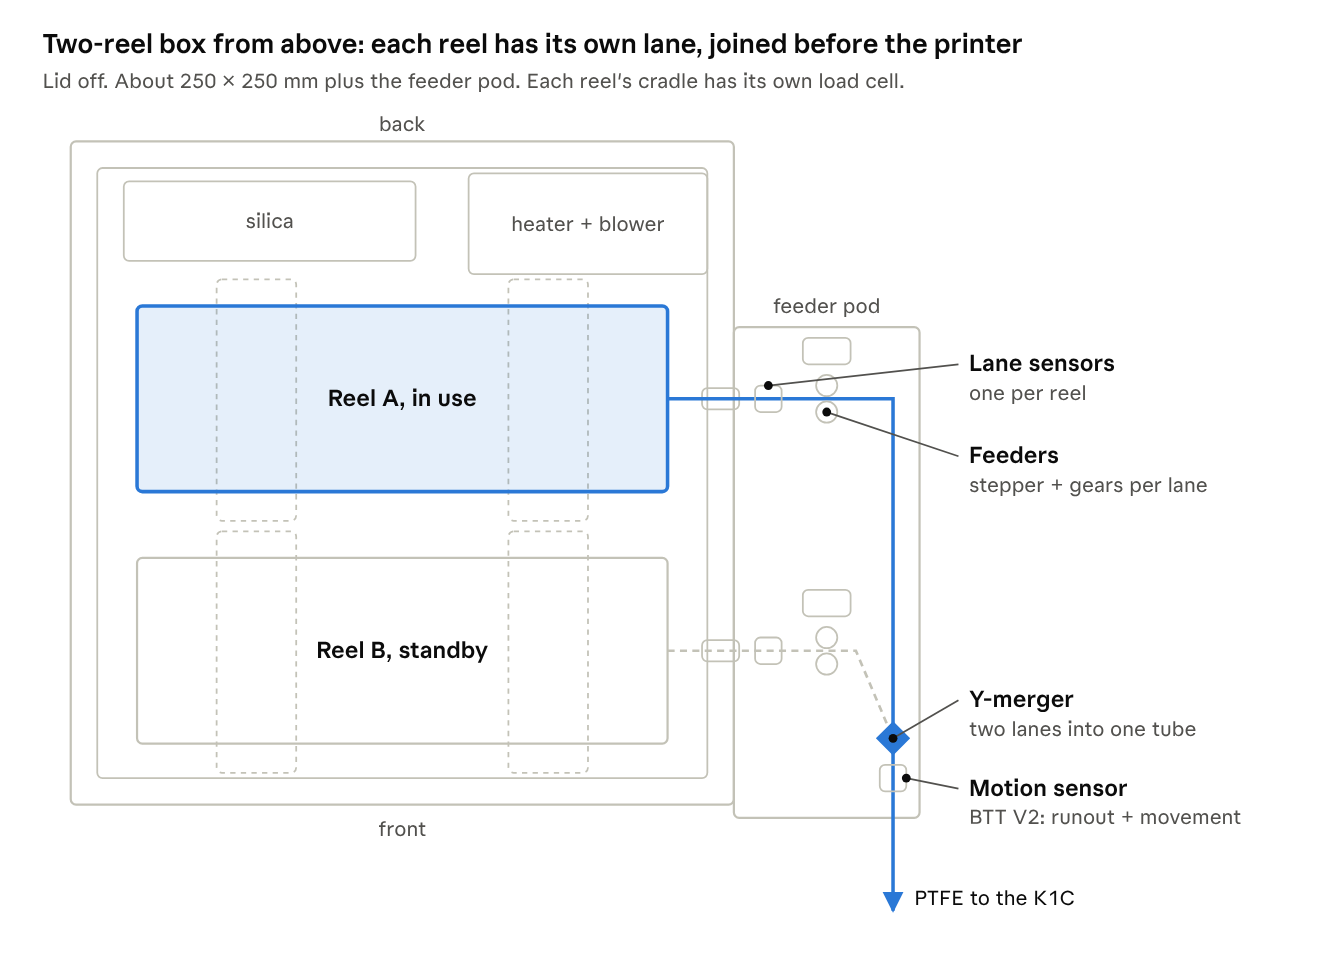 Two-reel box from above: each reel has its own lane, joined before the printer
Lid off. About 250 × 250 mm plus the feeder pod. Each reel's cradle has its own load cell.
back
silica
heater + blower
feeder pod
Reel A, in use
Lane sensors
one per reel
Feeders
stepper + gears per lane
Reel B, standby
Y-merger
two lanes into one tube
Motion sensor
BTT V2: runout + movement
front
PTFE to the K1C